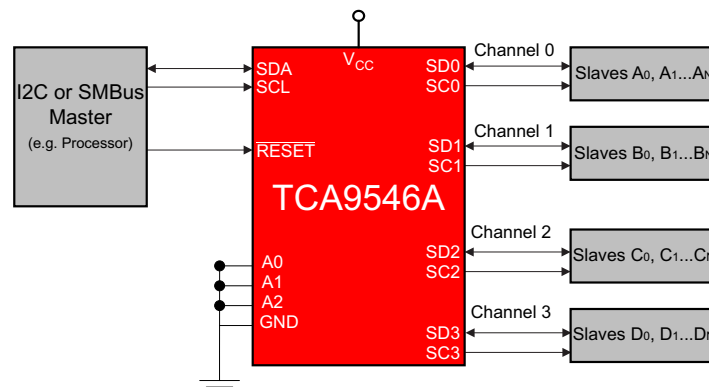 I2C or SMBus
Master
(e.g. Processor)
VCC
SDA
SCL
RESET
TCA9546A
A0
A1
A2
GND
SD0
SC0
SD1
SC1
SD2
SC2
SD3
SC3
Channel 0
Channel 1
Channel 2
Channel 3
Slaves A0, A1...AN
Slaves B0, B1...BN
Slaves C0, C1...
Slaves D0, D1...